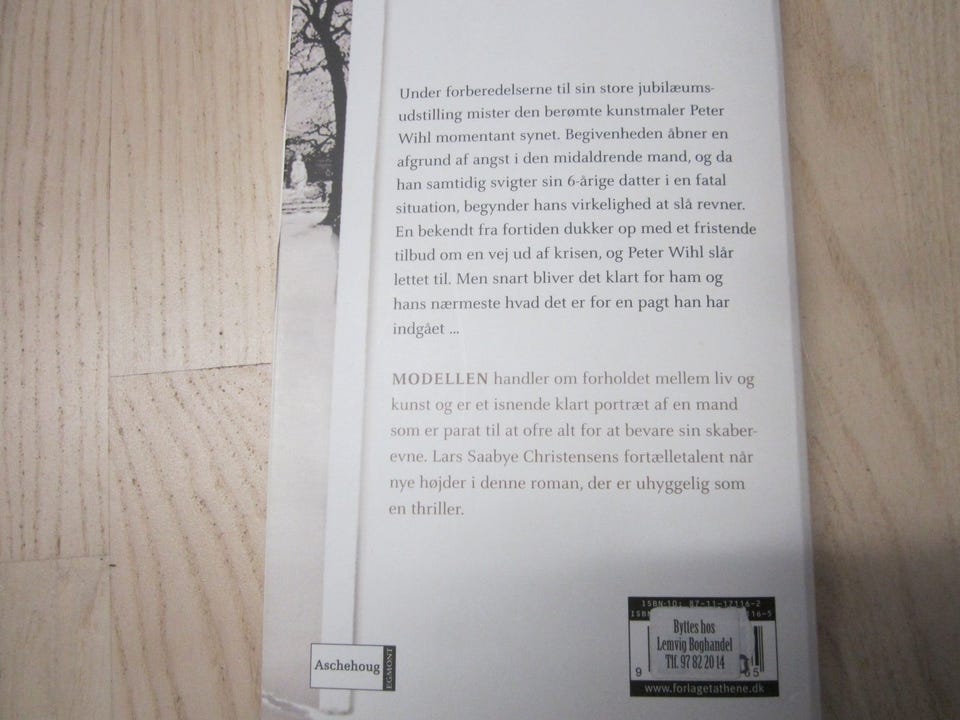 Under forberedelserne til sin store jubilæums-
udstilling mister den berømte kunstmaler Peter
Wihl momentant synet. Begivenheden åbner en
afgrund af angst i den midaldrende mand, og da
han samtidig svigter sin 6-årige datter i en fatal
situation, begynder hans virkelighed at slå revner.
En bekendt fra fortiden dukker op med et fristende
tilbud om en vej ud af krisen, og Peter Wihl slår
lettet til. Men snart bliver det klart for ham og
hans nærmeste hvad det er for en pagt han har
indgået ...
MODELLEN handler om forholdet mellem liv og
kunst og er et isnende klart portræt af en mand
som er parat til at ofre alt for at bevare sin skaber-
evne. Lars Saabye Christensens fortælletalent når
nye højder i denne roman, der er uhyggelig som
en thriller.
Aschehoug
EGMONT
ISBN-10: 87-11-17116-2
Byttes hos
Lemvig Boghandel
Tlf. 97 82 20 14
www.forlagetathene.dk